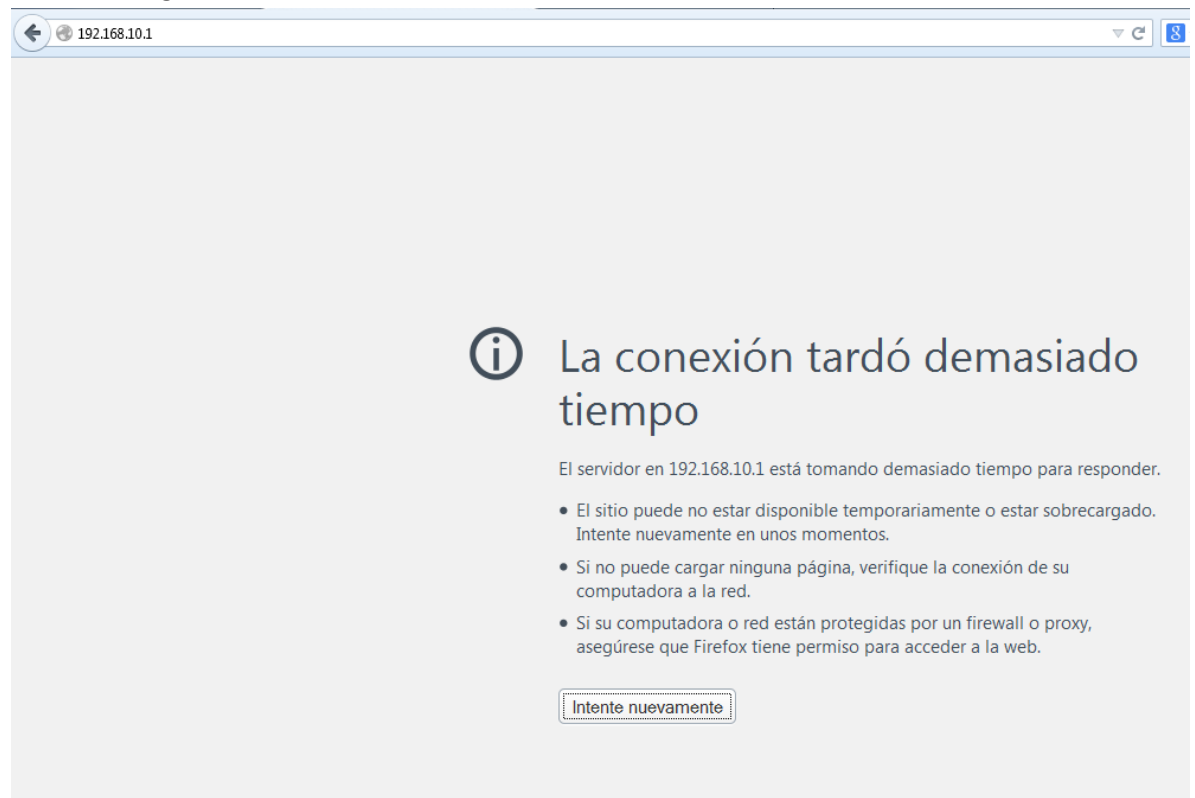 192.168.10.1
8
La conexión tardó demasiado
tiempo
El servidor en 192.168.10.1 está tomando demasiado tiempo para responder.
• El sitio puede no estar disponible temporariamente o estar sobrecargado.
Intente nuevamente en unos momentos.
• Si no puede cargar ninguna página, verifique la conexión de su
computadora a la red.
• Si su computadora o red están protegidas por un firewall o proxy,
asegúrese que Firefox tiene permiso para acceder a la web.
Intente nuevamente